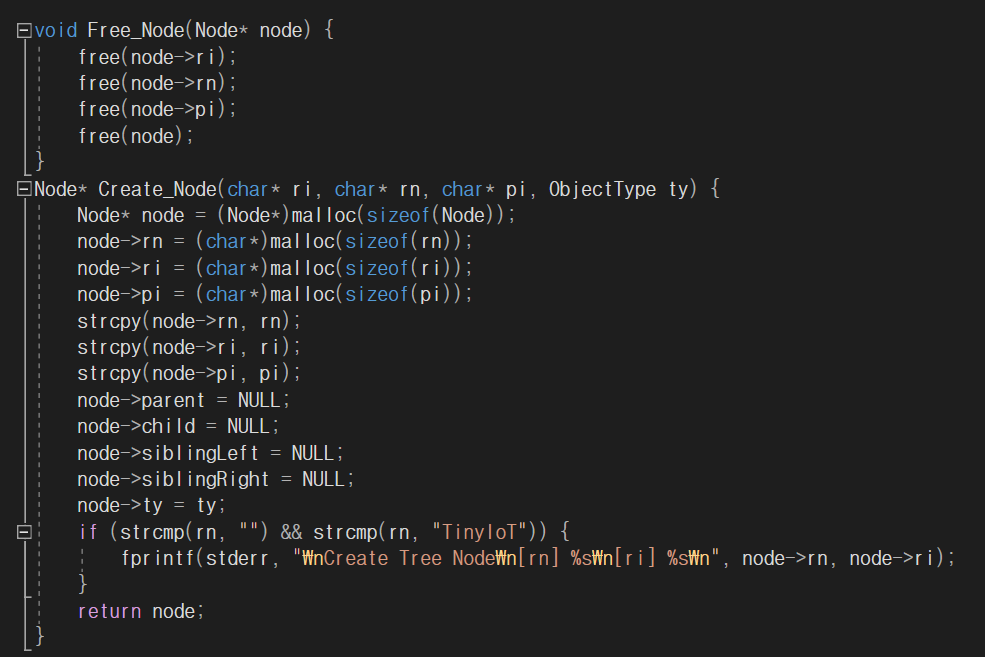 void Free_Node(Node* node) {
free(node->ri);
free(node->rn);
free(node->pi);
free(node);
}
Node* Create_Node(char* ri, char* rn, char* pi, ObjectType ty) {
Node* node = (Node*)malloc(sizeof(Node));
node->rn = (char*)malloc(sizeof(rn));
node->ri = (char*)malloc(sizeof(ri));
node->pi = (char*)malloc(sizeof(pi));
strcpy(node->rn, rn);
strcpy(node->ri, ri);
strcpy(node->pi, pi);
node->parent = NULL;
node->child = NULL;
node->siblingLeft = NULL;
node->siblingRight = NULL;
node->ty = ty;
if (strcmp(rn, "") && strcmp(rn, "TinyIoT")) {
fprintf(stderr, "₩nCreate Tree Node₩n[rn] %s₩n[ri] %s₩n", node->rn, node->ri);
}
return node;
}